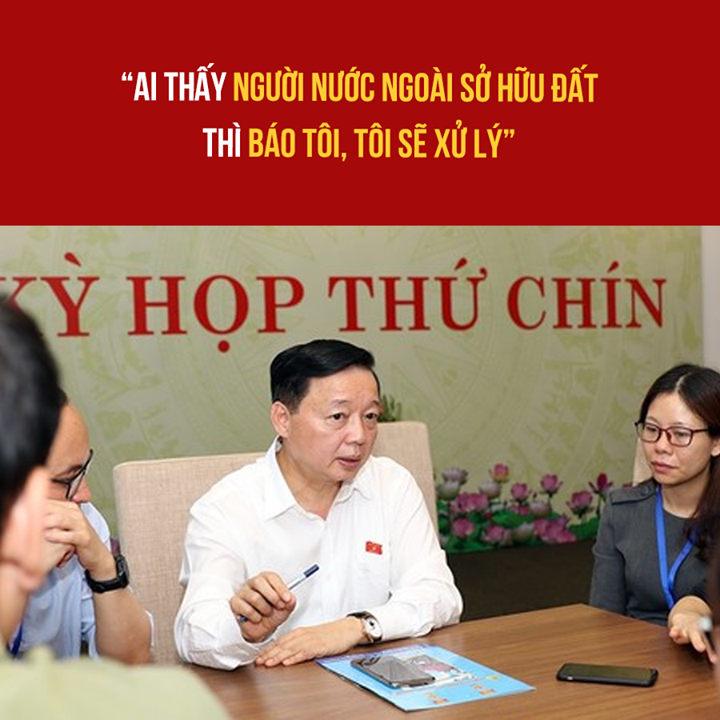 “AI THẤY NGƯỜI NƯỚC NGOÀI SỞ HỮU ĐẤT
THÌ BÁO TÔI, TÔI SẼ XỬ LÝ”
KỲ HỌP THỨ CHÍN